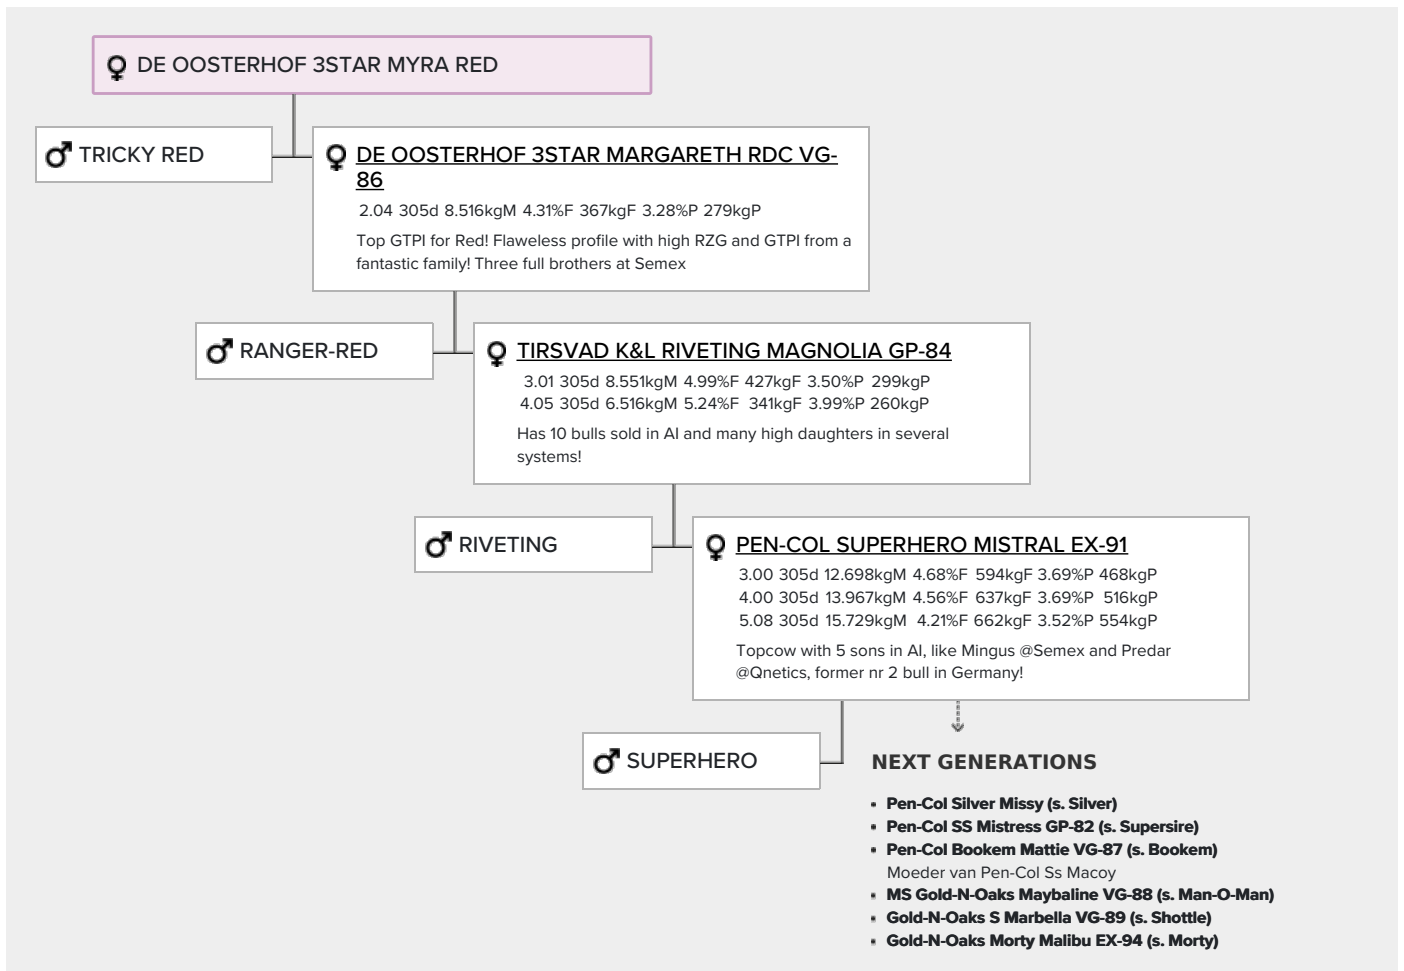 DE OOSTERHOF 3STAR MYRA RED
TRICKY RED
DE OOSTERHOF 3STAR MARGARETH RDC VG-
86
2.04 305d 8.516kgM 4.31%F 367kgF 3.28%P 279kgP
Top GTPI for Red! Flaweless profile with high RZG and GTPI from a
fantastic family! Three full brothers at Semex
RANGER-RED
TIRSVAD K&L RIVETING MAGNOLIA GP-84
3.01 305d 8.551kgM 4.99%F 427kgF 3.50%P 299kgP
4.05 305d 6.516kgM 5.24%F 341kgF 3.99%P 260kgP
Has 10 bulls sold in AI and many high daughters in several
systems!
RIVETING
PEN-COL SUPERHERO MISTRAL EX-91
3.00 305d 12.698kgM 4.68%F 594kgF 3.69%P 468kgP
4.00 305d 13.967kgM 4.56%F 637kgF 3.69%P 516kgP
5.08 305d 15.729kgM 4.21%F 662kgF 3.52%P 554kgP
Topcow with 5 sons in AI, like Mingus @Semex and Predar
@Qnetics, former nr 2 bull in Germany!
SUPERHERO
NEXT GENERATIONS
Pen-Col Silver Missy (s. Silver)
Pen-Col SS Mistress GP-82 (s. Supersire)
Pen-Col Bookem Mattie VG-87 (s. Bookem)
Moeder van Pen-Col Ss Macoy
MS Gold-N-Oaks Maybaline VG-88 (s. Man-O-Man)
Gold-N-Oaks S Marbella VG-89 (s. Shottle)
Gold-N-Oaks Morty Malibu EX-94 (s. Morty)